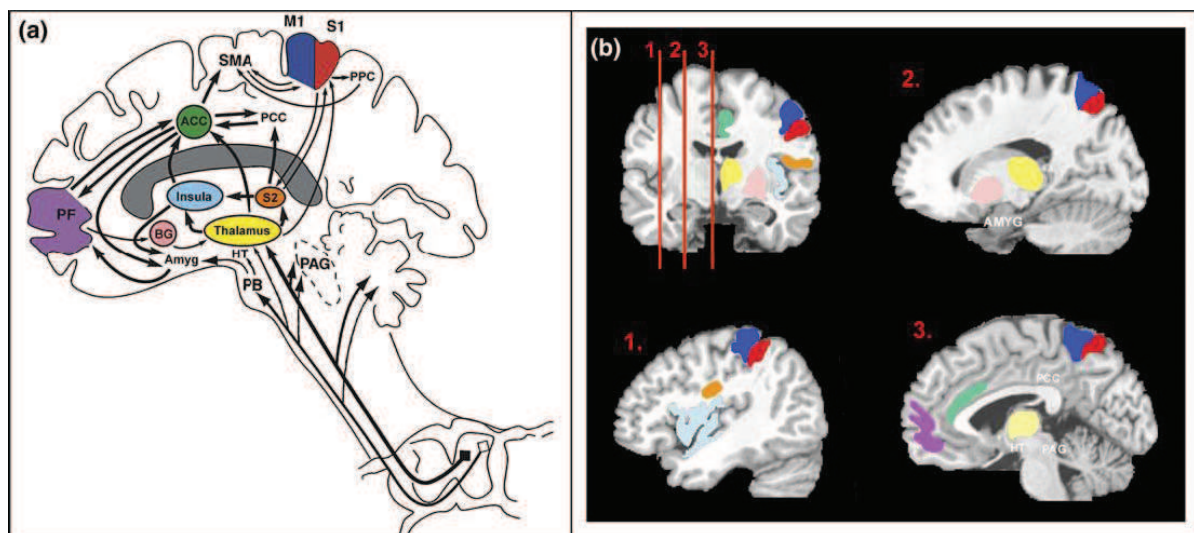 (a)
M1
S1
SMA
PPC
ACC
PCC
Insula
S2
PF
BG
Thalamus
HT
Amyg
PAG
PB
(b)
1
2
3
2.
AMYG
1.
3.
PCC
HT
PAG